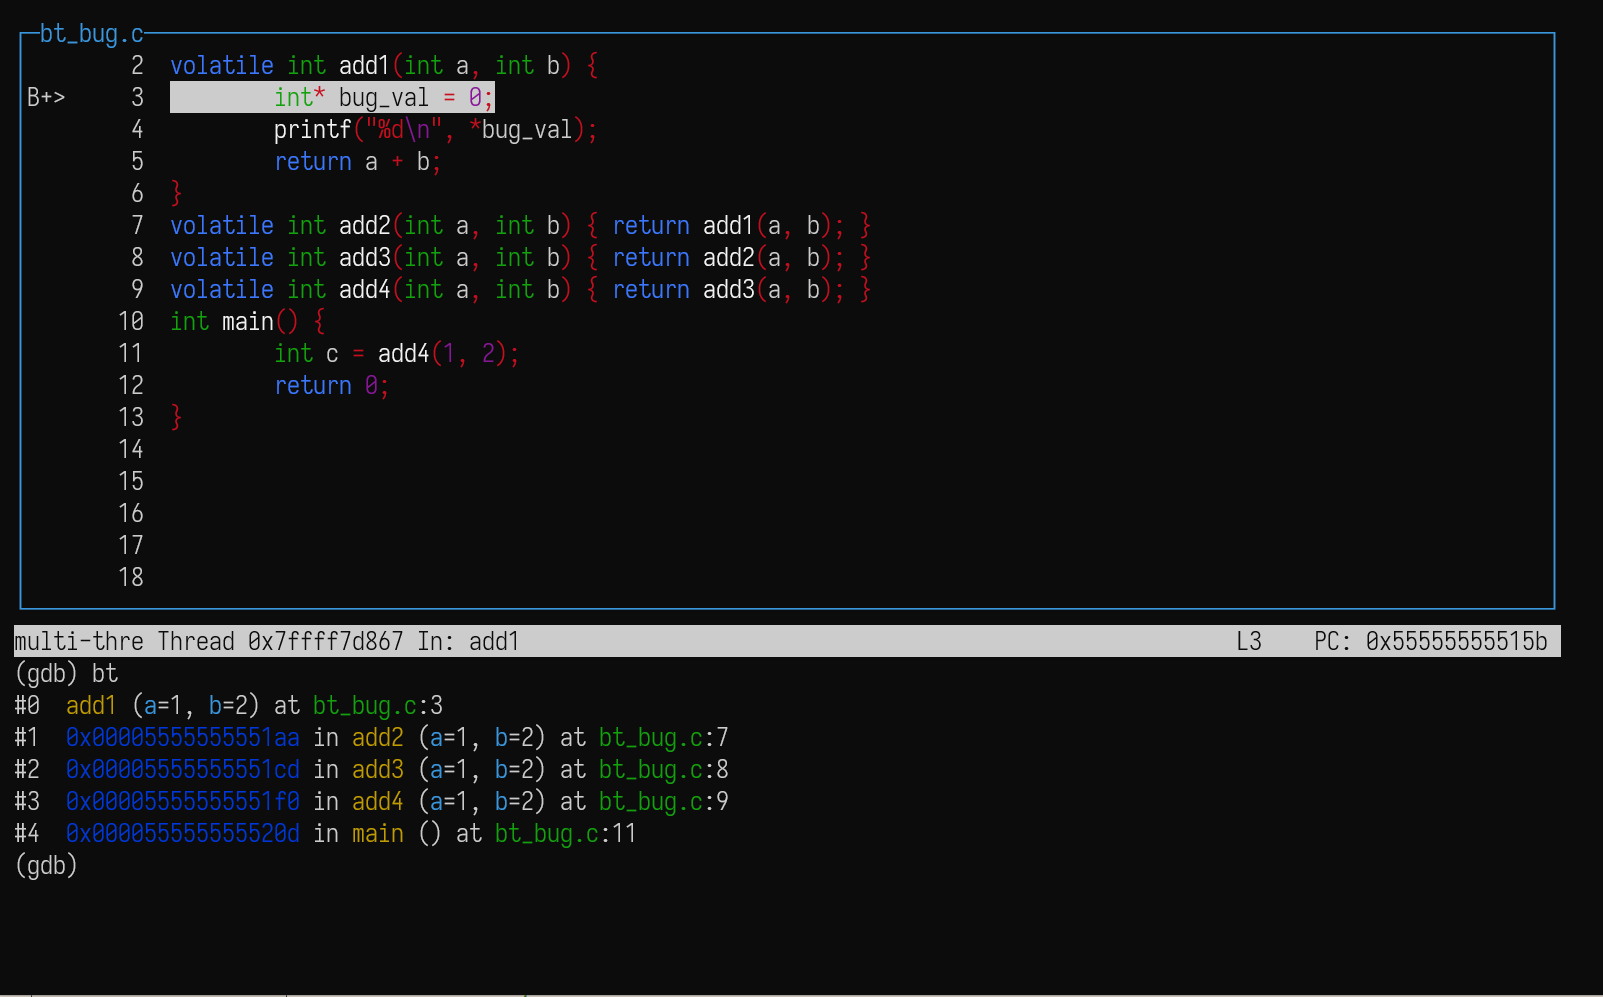 bt_bug.c
2 volatile int add1(int a, int b) {
B+> 3 int* bug_val = 0;
4 printf("%d\n", *bug_val);
5 return a + b;
6 }
7 volatile int add2(int a, int b) { return add1(a, b); }
8 volatile int add3(int a, int b) { return add2(a, b); }
9 volatile int add4(int a, int b) { return add3(a, b); }
10 int main() {
11 int c = add4(1, 2);
12 return 0;
13 }
14
15
16
17
18
multi-thre Thread 0x7ffff7d867 In: add1 L3 PC: 0x55555555515b
(gdb) bt
#0 add1 (a=1, b=2) at bt_bug.c:3
#1 0x00005555555551aa in add2 (a=1, b=2) at bt_bug.c:7
#2 0x00005555555551cd in add3 (a=1, b=2) at bt_bug.c:8
#3 0x00005555555551f0 in add4 (a=1, b=2) at bt_bug.c:9
#4 0x000055555555520d in main () at bt_bug.c:11
(gdb)